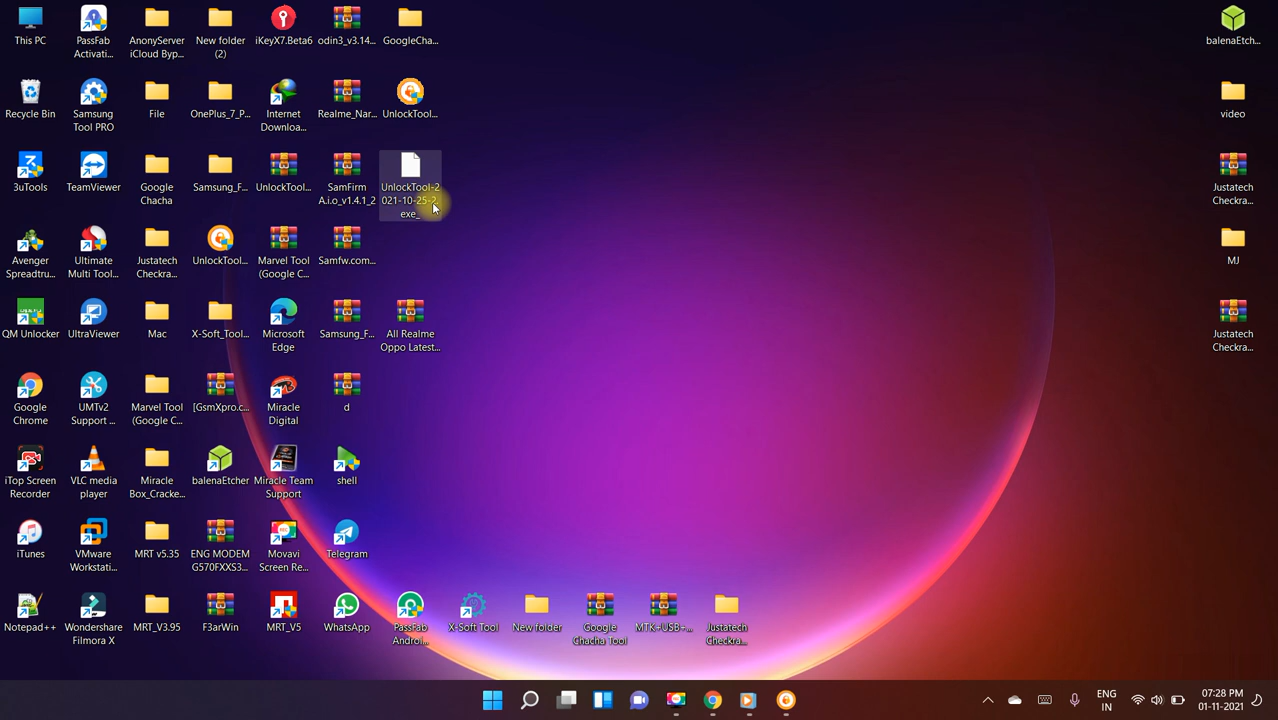 This PC
PassFab
Activati...
AnonyServer
iCloud Byp...
New folder
(2)
iKeyX7.Beta6
odin3_v3.14...
GoogleCha...
balenaEtch...
Recycle Bin
Samsung
Tool PRO
File
OnePlus_7_P...
Internet
Downloa...
Realme_Nar...
UnlockTool...
video
3uTools
TeamViewer
Google
Chacha
Samsung_F...
UnlockTool...
SamFirm
A.i.o_v1.4.1_2
UnlockTool-2
021-10-25-2.
exe_
Justatech
Checkra...
Avenger
Spreadtru...
Ultimate
Multi Tool...
Justatech
Checkra...
UnlockTool...
Marvel Tool
(Google C...
Samfw.com...
MJ
QM Unlocker
UltraViewer
Mac
X-Soft_Tool...
Microsoft
Edge
Samsung_F...
All Realme
Oppo Latest...
Justatech
Checkra...
Google
Chrome
UMTv2
Support ...
Marvel Tool
(Google C...
[GsmXpro.c...
Miracle
Digital
d
iTop Screen
Recorder
VLC media
player
Miracle
Box_Cracke...
balenaEtcher
Miracle Team
Support
shell
iTunes
VMware
Workstati...
MRT v5.35
ENG MODEM
G570FXXS3...
Movavi
Screen Re...
Telegram
Notepad++
Wondershare
Filmora X
MRT_V3.95
F3arWin
MRT_V5
WhatsApp
PassFab
Androi...
X-Soft Tool
New folder
Google
Chacha Tool
MTK+USB+...
Justatech
Checkra...
ENG
IN
07:28 PM
01-11-2021